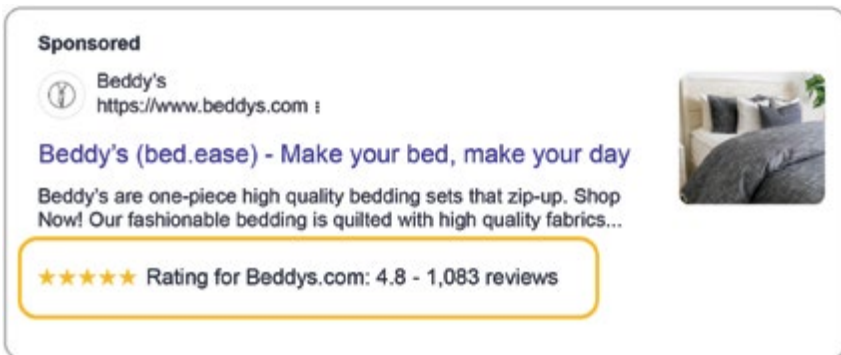 Sponsored
Beddy's
https://www.beddys.com
Beddy's (bed.ease) - Make your bed, make your day
Beddy's are one-piece high quality bedding sets that zip-up. Shop
Now! Our fashionable bedding is quilted with high quality fabrics...
Rating for Beddys.com: 4.8 - 1,083 reviews